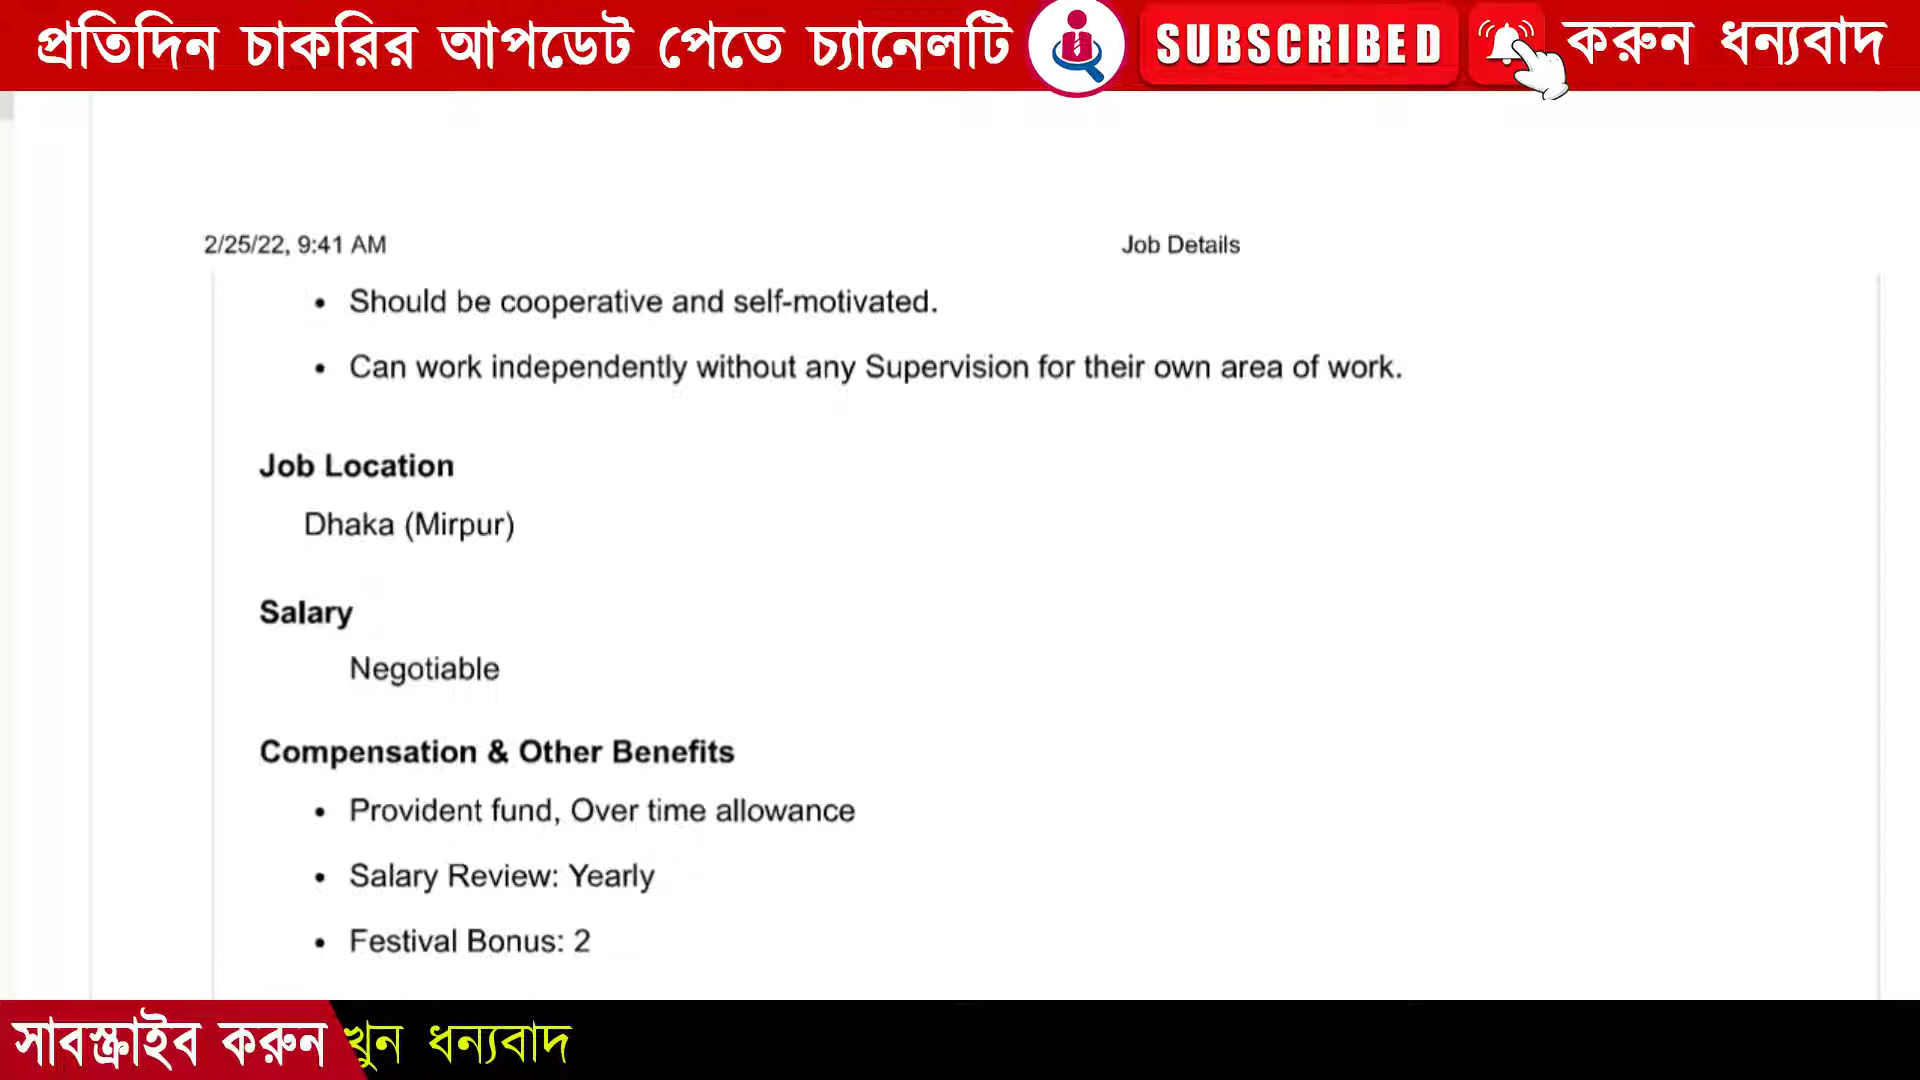 প্রতিদিন চাকরির আপডেট পেতে চ্যানেলটি SUBSCRIBED করুন ধন্যবাদ
2/25/22, 9:41 AM Job Details
• Should be cooperative and self-motivated.
• Can work independently without any Supervision for their own area of work.
Job Location
Dhaka (Mirpur)
Salary
Negotiable
Compensation & Other Benefits
• Provident fund, Over time allowance
• Salary Review: Yearly
• Festival Bonus: 2
সাবস্ক্রাইব করুন ধন্যবাদ